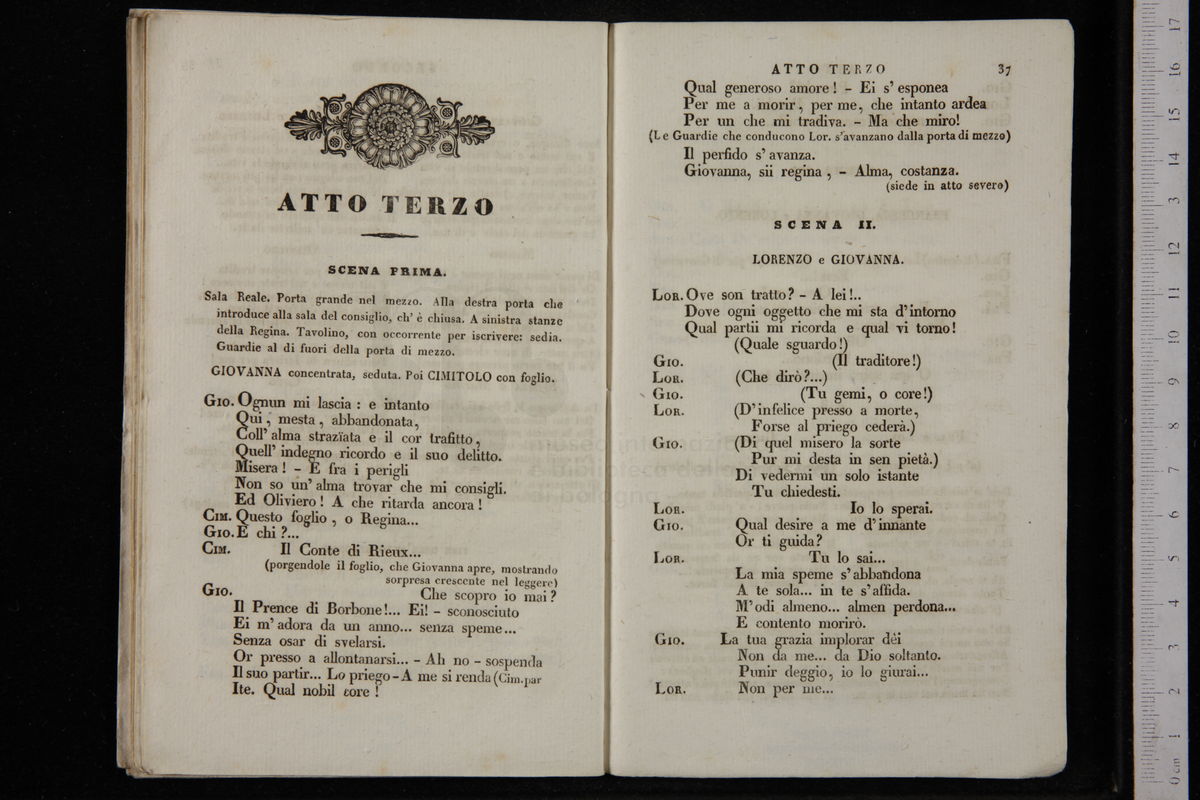 ATTO TERZO
SCENA PRIMA.
Sala Reale. Porta grande nel mezzo. Alla destra porta che
introduce alla sala del consiglio, ch' è chiusa. A sinistra stanze
della Regina. Tavolino, con occorrente per iscrivere: sedia.
Guardie al di fuori della porta di mezzo.
GIOVANNA concentrata, seduta. Poi CIMITOLO con foglio.
GIO. Ognun mi lascia : e intanto
Qui, mesta, abbandonata,
Coll' alma strazïata e il cor trafitto,
Quell' indegno ricordo e il suo delitto.
Misera ! – E fra i perigli
Non so un' alma trovar che mi consigli.
Ed Oliviero ! A che ritarda ancora !
CIM. Questo foglio, o Regina...
GIO. E chi ?...
CIM. Il Conte di Rieux...
(porgendole il foglio, che Giovanna apre, mostrando
sorpresa crescente nel leggere)
GIO. Che scopro io mai ?
Il Prence di Borbone !... Ei! – sconosciuto
Ei m' adora da un anno... senza speme...
Senza osar di svelarsi.
Or presso a allontanarsi... – Ah no – sospenda
Il suo partir... Lo priego – A me si renda (Cim. par
Ite. Qual nobil core !
ATTO TERZO 37
Qual generoso amore ! – Ei s' esponea
Per me a morir, per me, che intanto ardea
Per un che mi tradiva. – Ma che miro!
(Le Guardie che conducono Lor. s'avanzano dalla porta di mezzo)
Il perfido s' avanza.
Giovanna, sii regina, – Alma, costanza.
(siede in atto severo)
SCENA II.
LORENZO e GIOVANNA.
LOR. Ove son tratto? – A lei !..
Dove ogni oggetto che mi sta d' intorno
Qual partii mi ricorda e qual vi torno!
(Quale sguardo !)
GIO. (Il traditore!)
LOR. (Che dirò?...)
GIO. (Tu gemi, o core!)
LOR. (D' infelice presso a morte,
Forse al priego cederà.)
GIO. (Di quel misero la sorte
Pur mi desta in sen pietà.)
Di vedermi un solo istante
Tu chiedesti.
LOR. Io lo sperai.
GIO. Qual desire a me d' innante
Or ti guida?
LOR. Tu lo sai...
La mia speme s' abbandona
A te sola... in te s' affida.
M' odi almeno... almen perdona...
E contento morirò.
GIO. La tua grazia implorar dêi
Non da me... da Dio soltanto.
Punir deggio, io lo giurai...
LOR. Non per me...